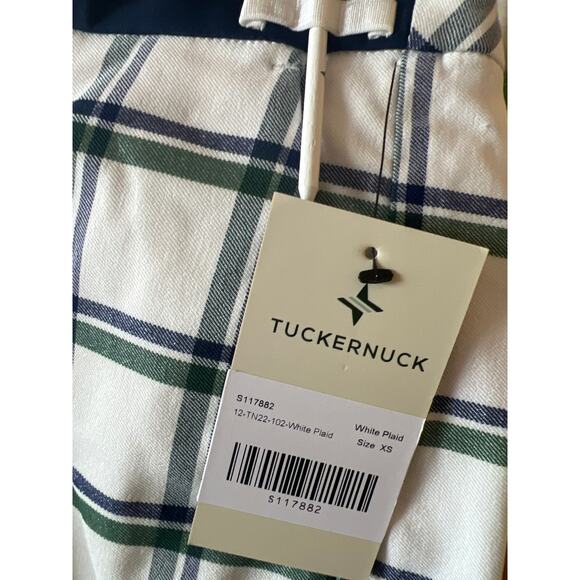 TUCKERNUCK
S117882
12-TN22-102-White Plaid
White Plaid
Size XS
S117882